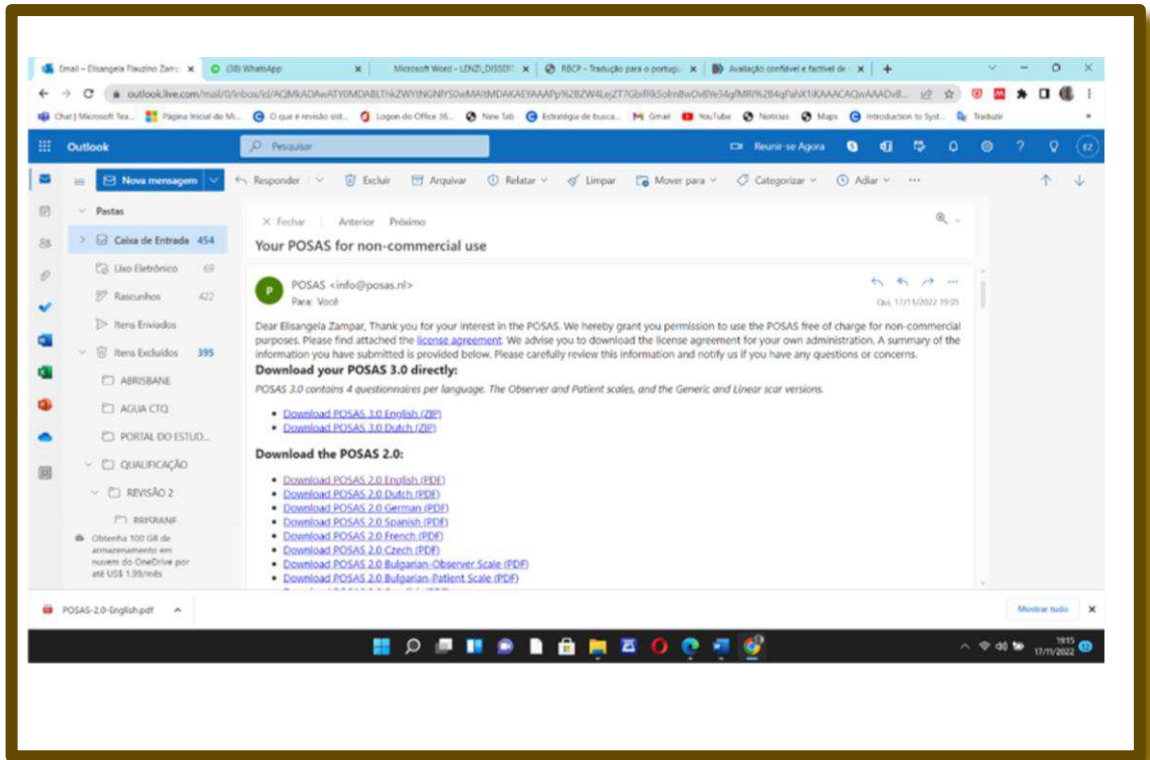 Email – Elisangela Flauzino Zamp
(38) WhatsApp
Microsoft Word - LENZI_DISSERT
RBCP - Tradução para o portugu
Avaliação confiável e factível de
outlook.live.com/mail/0/inbox/id/
Chat | Microsoft Tea...
Página Inicial do M...
O que é revisão sist...
Logon do Office 36...
New Tab
Estratégia de busca...
Gmail
YouTube
Notícias
Maps
Introduction to Syst...
Traduzir
Outlook
Pesquisar
Reunir-se Agora
EZ
Nova mensagem
Responder
Excluir
Arquivar
Relatar
Limpar
Mover para
Categorizar
Adiar
Pastas
Caixa de Entrada 454
Lixo Eletrônico 69
Rascunhos 422
Itens Enviados
Itens Excluídos 395
ABRISBANE
AGUA CTQ
PORTAL DO ESTUD...
QUALIFICAÇÃO
REVISÃO 2
BRISBANE
Obtenha 100 GB de
armazenamento em
nuvem do OneDrive por
até US$ 1.99/mês
Fechar
Anterior Próximo
Your POSAS for non-commercial use
P
POSAS <info@posas.nl>
Para: Você
Qui, 17/11/2022 19:05
Dear Elisangela Zampar, Thank you for your interest in the POSAS. We hereby grant you permission to use the POSAS free of charge for non-commercial
purposes. Please find attached the license agreement. We advise you to download the license agreement for your own administration. A summary of the
information you have submitted is provided below. Please carefully review this information and notify us if you have any questions or concerns.
Download your POSAS 3.0 directly:
POSAS 3.0 contains 4 questionnaires per language. The Observer and Patient scales, and the Generic and Linear scar versions.
• Download POSAS 3.0 English (ZIP)
• Download POSAS 3.0 Dutch (ZIP)
Download the POSAS 2.0:
• Download POSAS 2.0 English (PDF)
• Download POSAS 2.0 Dutch (PDF)
• Download POSAS 2.0 German (PDF)
• Download POSAS 2.0 Spanish (PDF)
• Download POSAS 2.0 French (PDF)
• Download POSAS 2.0 Czech (PDF)
• Download POSAS 2.0 Bulgarian-Observer Scale (PDF)
• Download POSAS 2.0 Bulgarian-Patient Scale (PDF)
POSAS-2.0-English.pdf
Mostrar tudo
19:15
17/11/2022